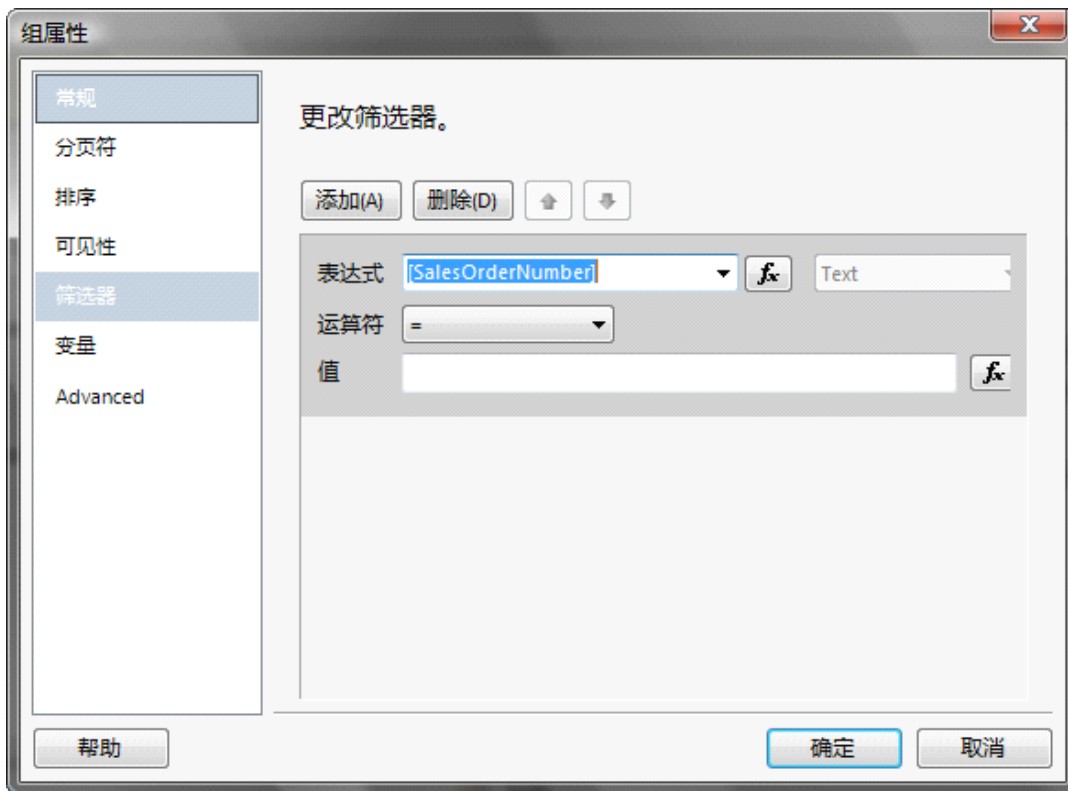 组属性
常规
分页符
排序
可见性
筛选器
变量
Advanced
更改筛选器。
添加(A) 删除(D)
表达式 [SalesOrderNumber] fx Text
运算符 =
值 fx
帮助 确定 取消